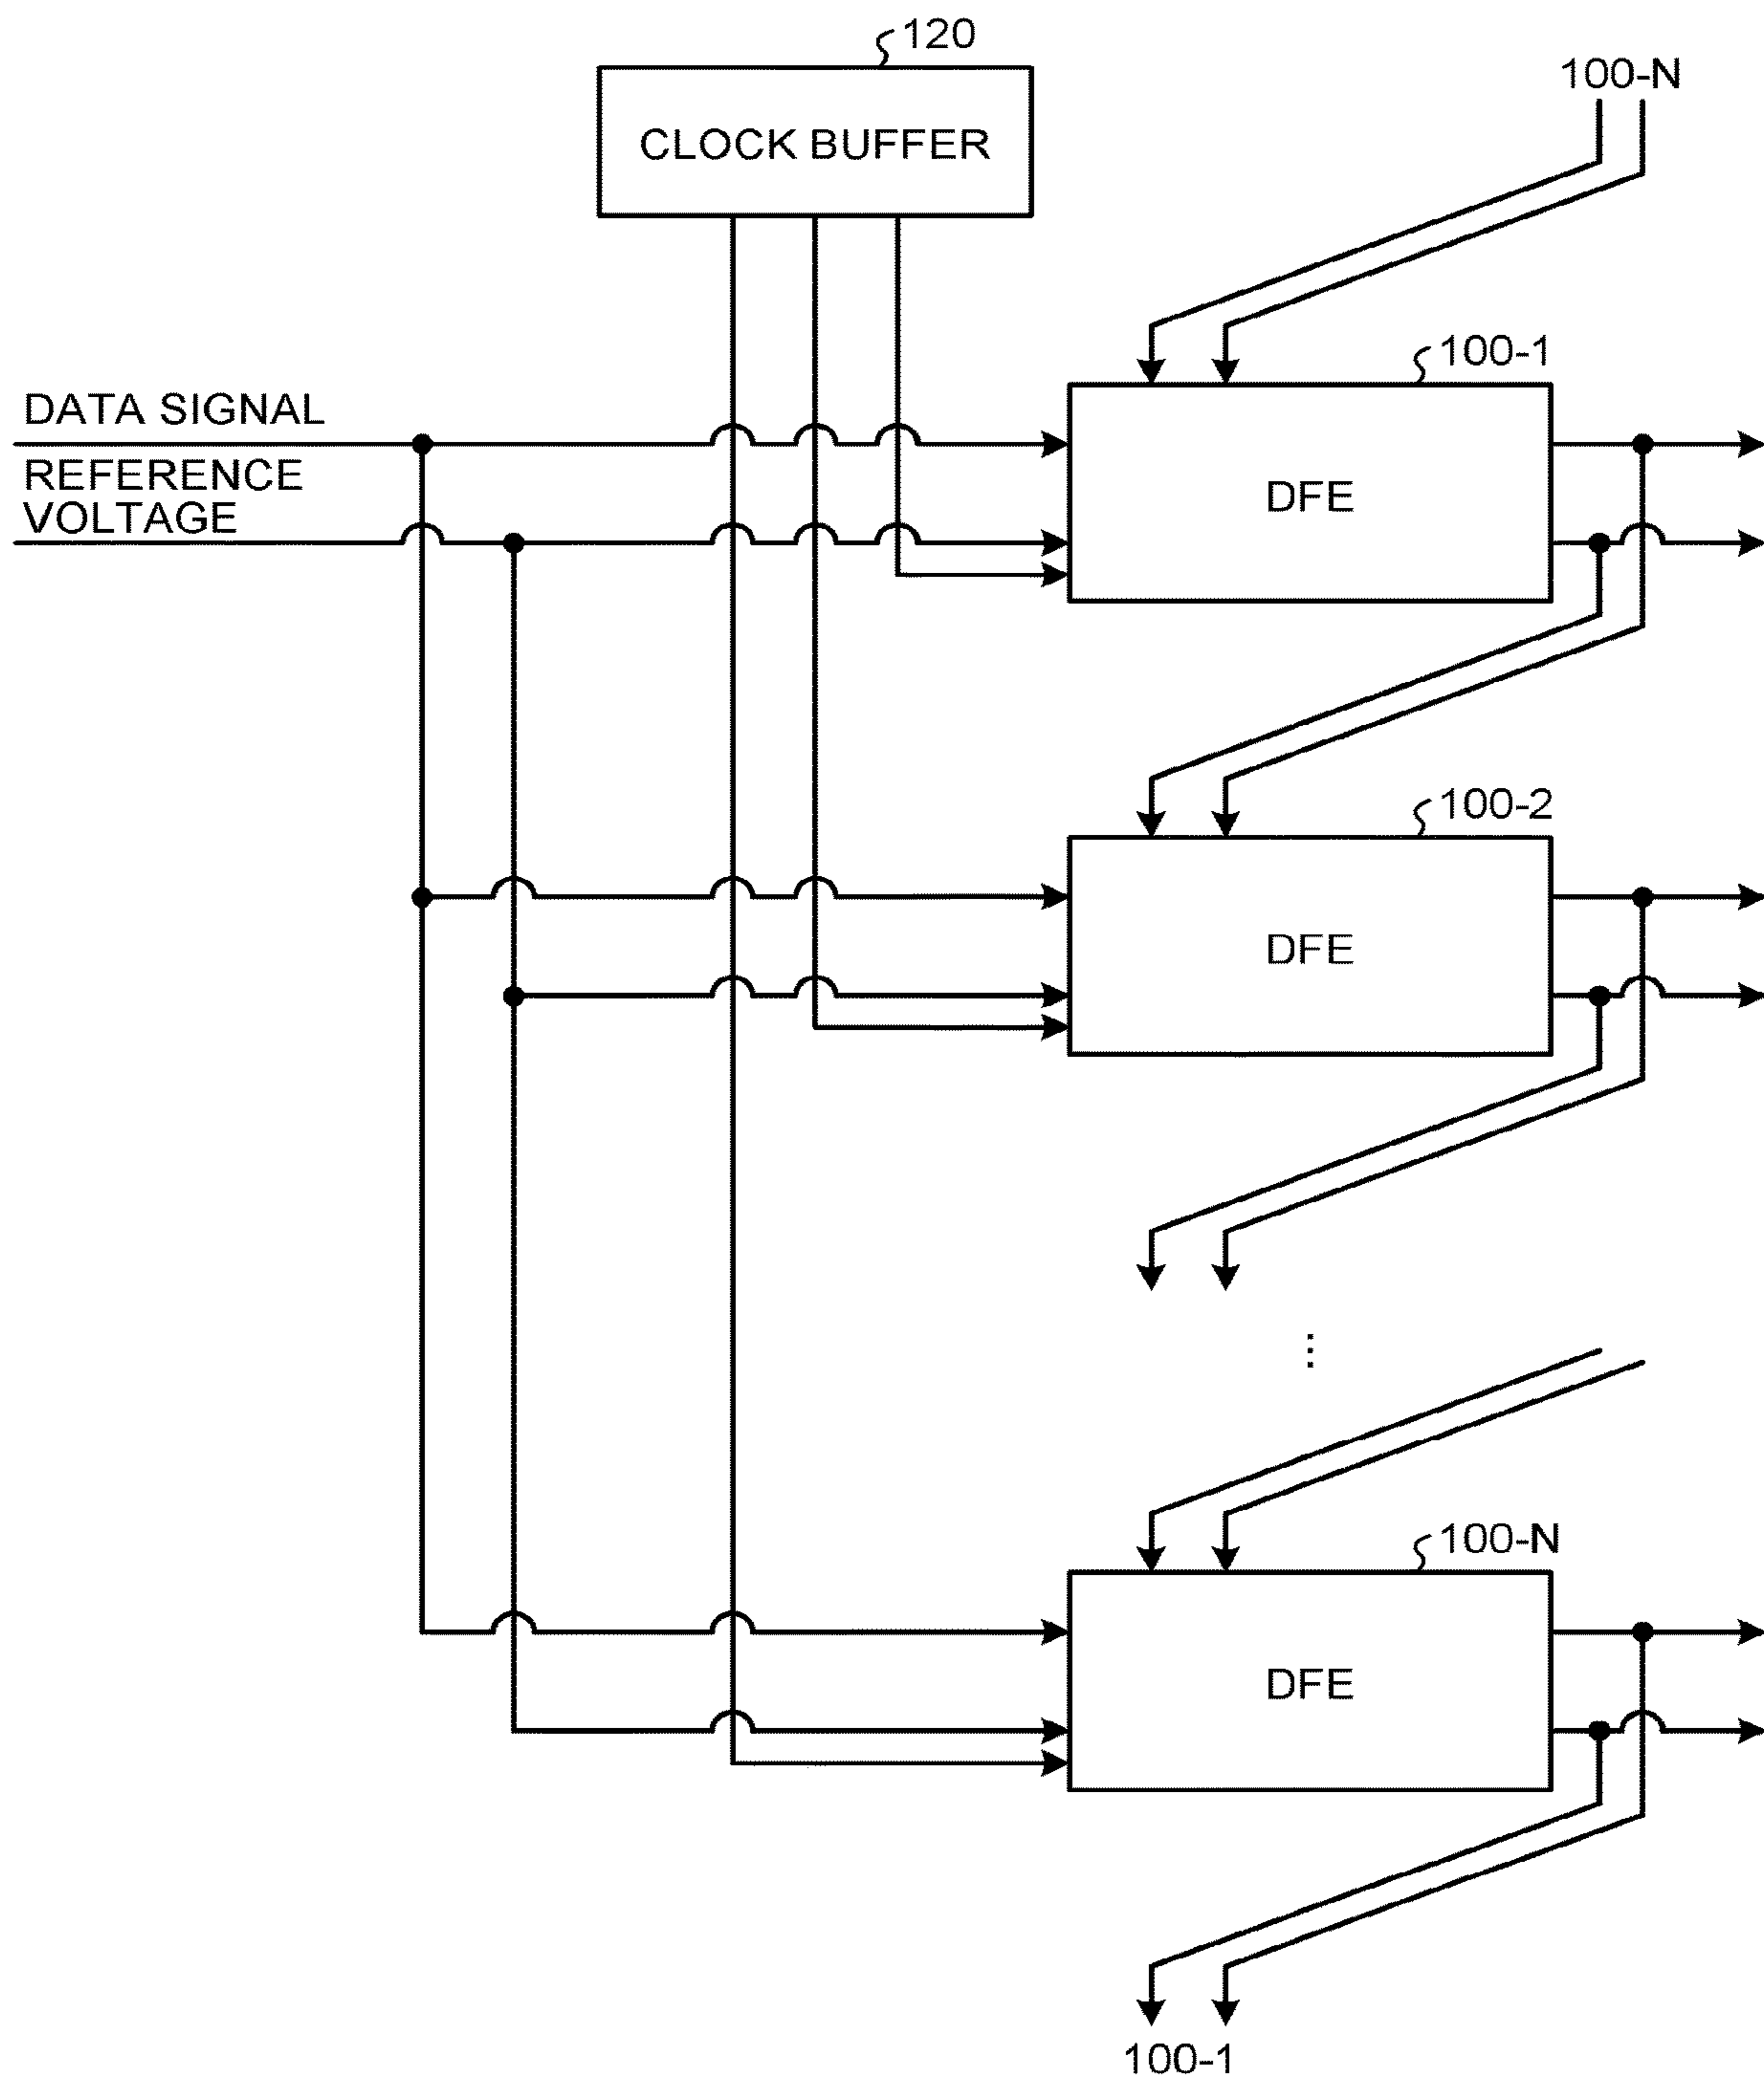 120
CLOCK BUFFER
100-N
100-1
DATA SIGNAL
REFERENCE
VOLTAGE
DFE
100-2
DFE
⋮
100-N
DFE
100-1